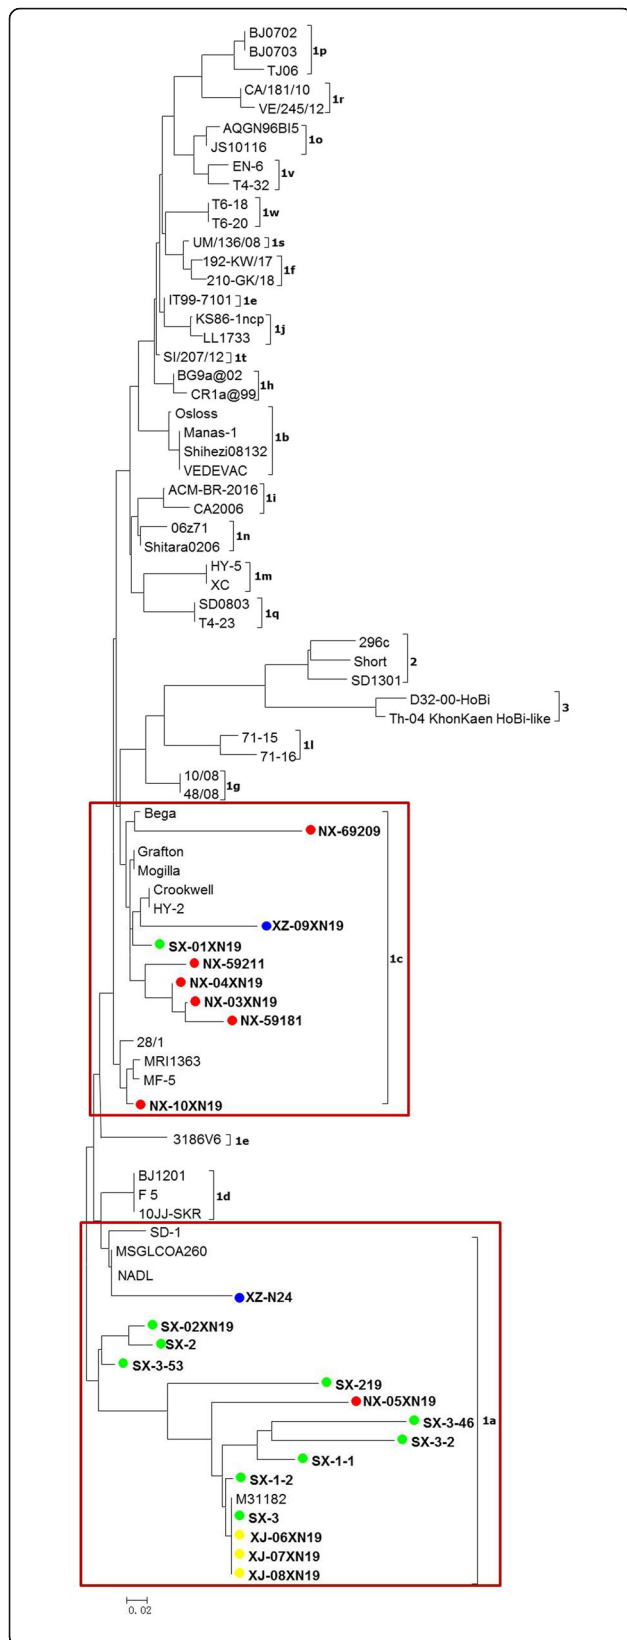 BJ0702
BJ0703
1p
TJ06
CA/181/10
1r
VE/245/12
AQGN96BI5
1o
JS10116
EN-6
1v
T4-32
T6-18
1w
T6-20
UM/136/08
1s
192-KW/17
1f
210-GK/18
IT99-7101
1e
KS86-1ncp
1j
LL1733
SI/207/12
1t
BG9a@02
1h
CR1a@99
Osloss
Manas-1
1b
Shihezi08132
VEDEVAC
ACM-BR-2016
1i
CA2006
06z71
1n
Shitara0206
HY-5
1m
XC
SD0803
1q
T4-23
296c
Short
2
SD1301
D32-00-HoBi
3
Th-04 KhonKaen HoBi-like
71-15
1l
71-16
10/08
1g
48/08
Bega
NX-69209
Grafton
Mogilla
Crookwell
HY-2
XZ-09XN19
SX-01XN19
1c
NX-59211
NX-04XN19
NX-03XN19
NX-59181
28/1
MRI1363
MF-5
NX-10XN19
3186V6
1e
BJ1201
F 5
1d
10JJ-SKR
SD-1
MSGLCOA260
NADL
XZ-N24
SX-02XN19
SX-2
SX-3-53
SX-219
NX-05XN19
SX-3-46
1a
SX-3-2
SX-1-1
SX-1-2
M31182
SX-3
XJ-06XN19
XJ-07XN19
XJ-08XN19
0.02